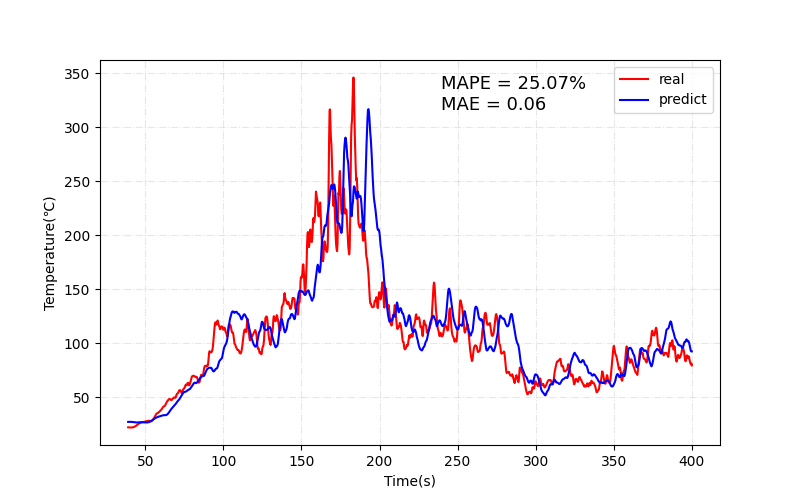 MAPE = 25.07%
MAE = 0.06
real
predict
350
300
250
200
150
100
50
Temperature(℃)
50 100 150 200 250 300 350 400
Time(s)